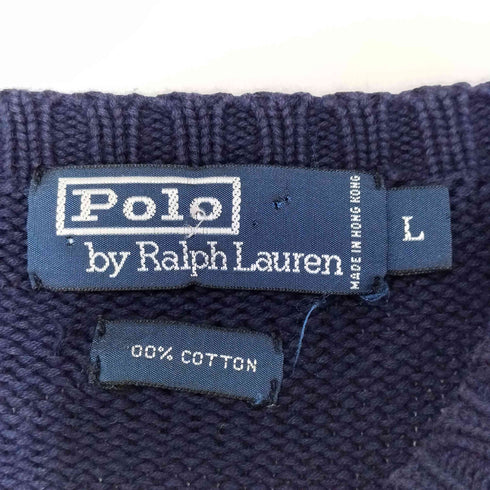 Polo
by Ralph Lauren
MADE IN HONG KONG
L
00% COTTON